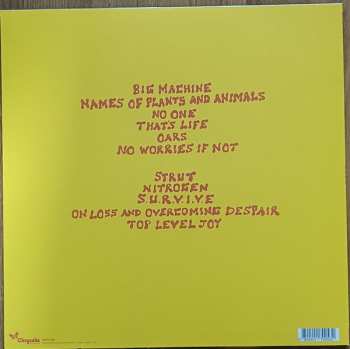 BIG MACHINE
NAMES OF PLANTS AND ANIMALS
NO ONE
THATS LIFE
OARS
NO WORRIES IF NOT
STRUT
NITROGEN
S.U.R.V.I.V.E
ON LOSS AND OVERCOMING DESPAIR
TOP LEVEL JOY
Chrysalis